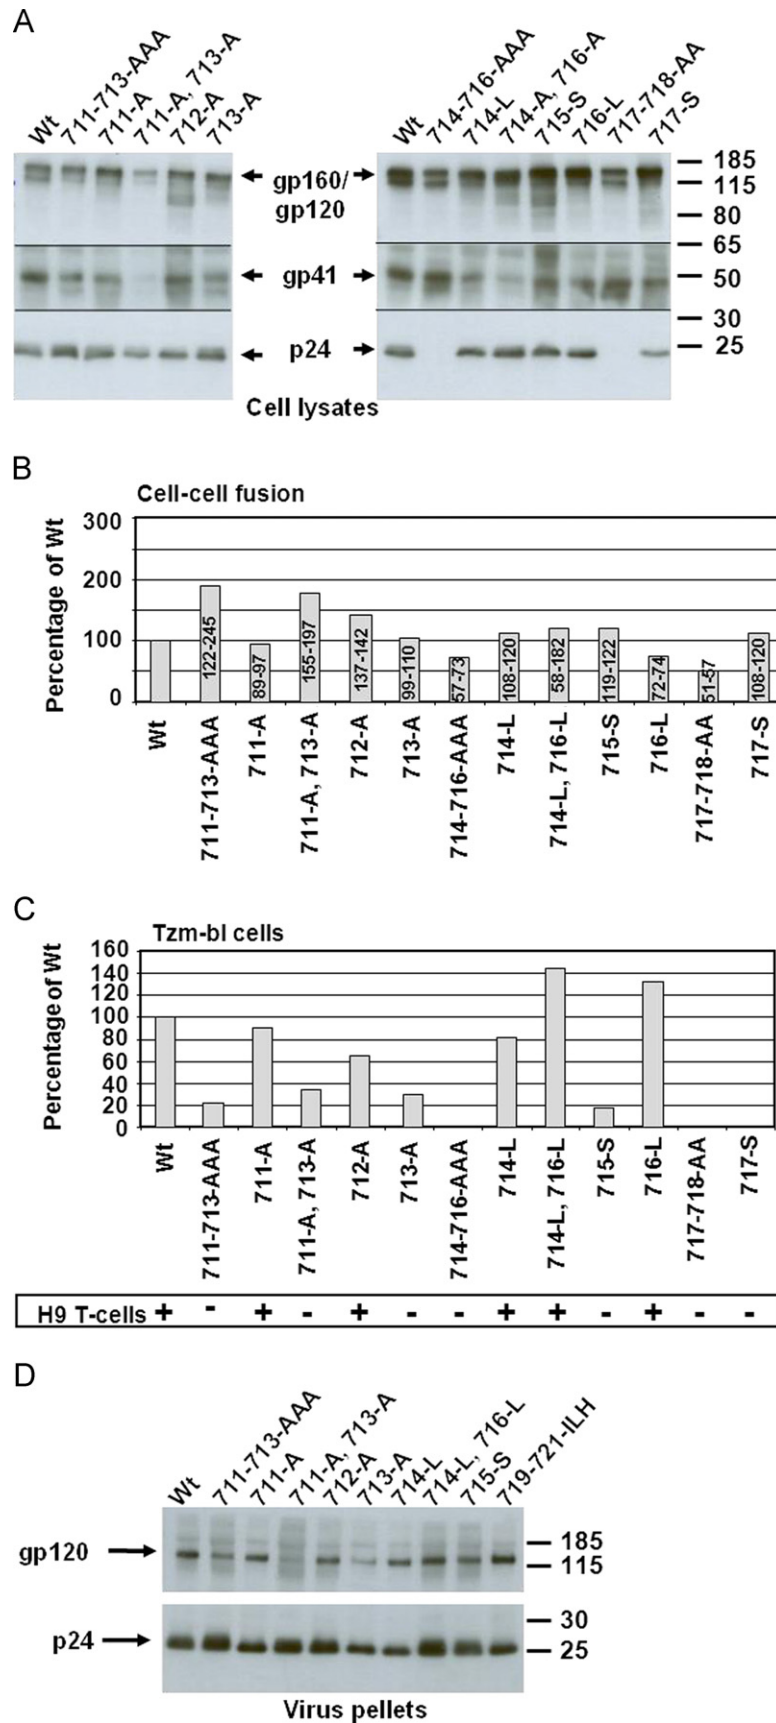 A
Wt 711-713-AAA 711-A 711-A, 713-A 712-A 713-A
Wt 714-716-AAA 714-L 714-A, 716-A 715-S 716-L 717-718-AA 717-S
gp160/
gp120
gp41
p24
185
115
80
65
50
30
25
Cell lysates
B
Cell-cell fusion
Percentage of Wt
300
200
100
0
122-245
89-97
155-197
137-142
99-110
57-73
108-120
58-182
119-122
72-74
51-57
108-120
Wt
711-713-AAA
711-A
711-A, 713-A
712-A
713-A
714-716-AAA
714-L
714-L, 716-L
715-S
716-L
717-718-AA
717-S
C
Tzm-bl cells
Percentage of Wt
160
140
120
100
80
60
40
20
0
Wt
711-713-AAA
711-A
711-A, 713-A
712-A
713-A
714-716-AAA
714-L
714-L, 716-L
715-S
716-L
717-718-AA
717-S
H9 T-cells + - + - + - - + + - + - -
D
Wt 711-713-AAA 711-A 711-A, 713-A 712-A 713-A 714-L 714-L, 716-L 715-S 719-721-ILH
gp120
185
115
p24
30
25
Virus pellets